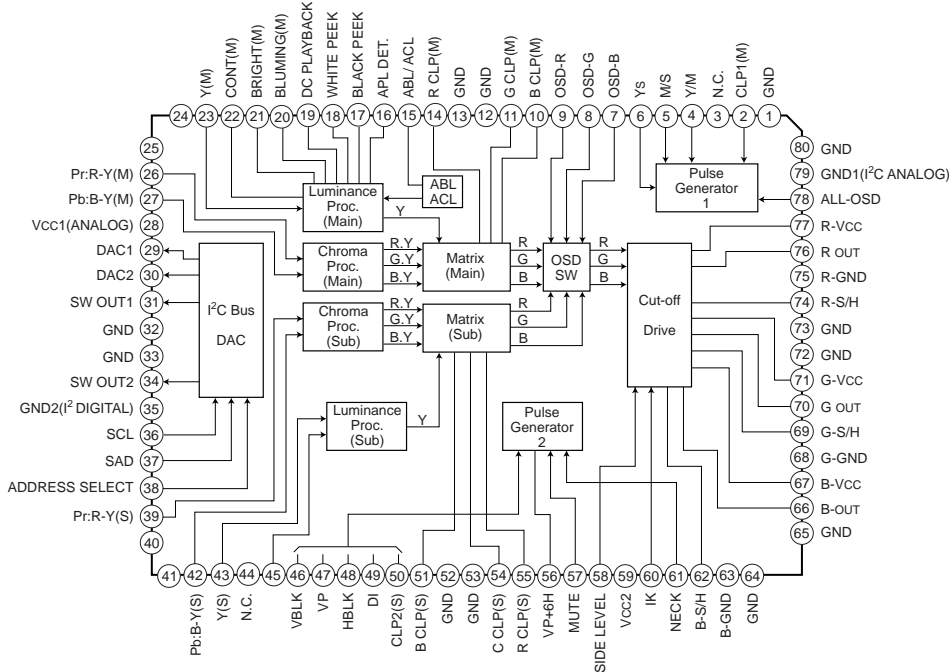 Y(M)
CONT(M)
BRIGHT(M)
BLUMING(M)
DC PLAYBACK
WHITE PEEK
BLACK PEEK
APL DET.
ABL/ ACL
R CLP(M)
GND
GND
G CLP(M)
B CLP(M)
OSD-R
OSD-G
OSD-B
YS
M/S
Y/M
N.C.
CLP1(M)
GND
24 23 22 21 20 19 18 17 16 15 14 13 12 11 10 9 8 7 6 5 4 3 2 1
25
Pr:R-Y(M) 26
Pb:B-Y(M) 27
VCC1(ANALOG) 28
DAC1 29
DAC2 30
SW OUT1 31
GND 32
GND 33
SW OUT2 34
GND2(I2 DIGITAL) 35
SCL 36
SAD 37
ADDRESS SELECT 38
Pr:R-Y(S) 39
40
80 GND
79 GND1(I2C ANALOG)
78 ALL-OSD
77 R-VCC
76 R OUT
75 R-GND
74 R-S/H
73 GND
72 GND
71 G-VCC
70 G OUT
69 G-S/H
68 G-GND
67 B-VCC
66 B-OUT
65 GND
Luminance
Proc.
(Main)
ABL
ACL
Y
Pulse
Generator
1
I2C Bus
DAC
Chroma
Proc.
(Main)
R.Y
G.Y
B.Y
Matrix
(Main)
R
G
B
OSD
SW
R
G
B
Cut-off
Drive
Chroma
Proc.
(Sub)
R.Y
G.Y
B.Y
Matrix
(Sub)
R
G
B
Luminance
Proc.
(Sub)
Y
Pulse
Generator
2
41 42 43 44 45 46 47 48 49 50 51 52 53 54 55 56 57 58 59 60 61 62 63 64
Pb:B-Y(S)
Y(S)
N.C.
VBLK
VP
HBLK
DI
CLP2(S)
B CLP(S)
GND
GND
C CLP(S)
R CLP(S)
VP+6H
MUTE
SIDE LEVEL
VCC2
IK
NECK
B-S/H
B-GND
GND